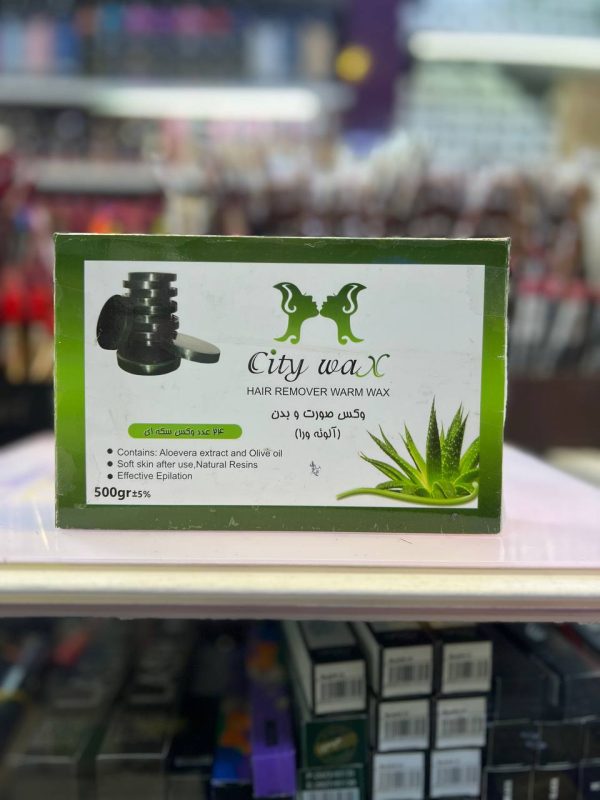 City wax
HAIR REMOVER WARM WAX
وکس صورت و بدن
(آلوئه ورا)
۲۴ عدد وکس سکه ای
Contains: Aloevera extract and Olive oil
Soft skin after use,Natural Resins
Effective Epilation
500gr±5%